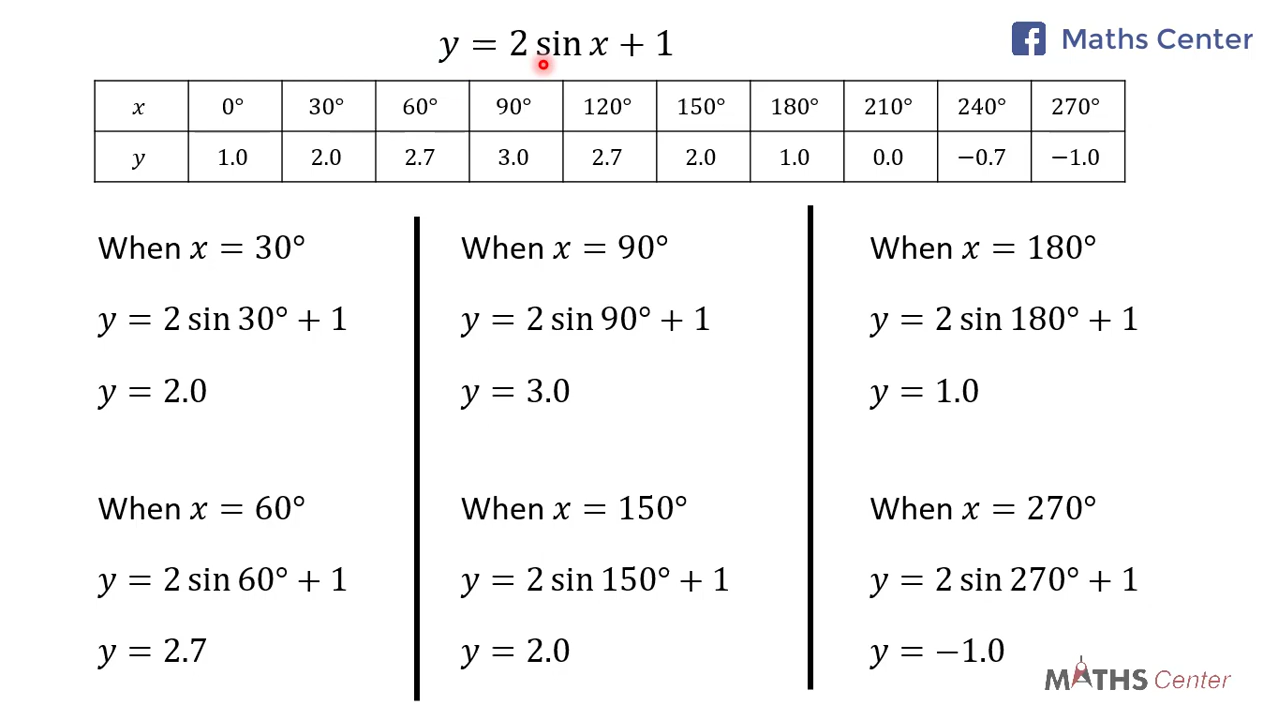 y = 2 sin x + 1
Maths Center
x 0° 30° 60° 90° 120° 150° 180° 210° 240° 270°
y 1.0 2.0 2.7 3.0 2.7 2.0 1.0 0.0 −0.7 −1.0
When x = 30°
y = 2 sin 30° + 1
y = 2.0
When x = 60°
y = 2 sin 60° + 1
y = 2.7
When x = 90°
y = 2 sin 90° + 1
y = 3.0
When x = 150°
y = 2 sin 150° + 1
y = 2.0
When x = 180°
y = 2 sin 180° + 1
y = 1.0
When x = 270°
y = 2 sin 270° + 1
y = −1.0
MATHS Center